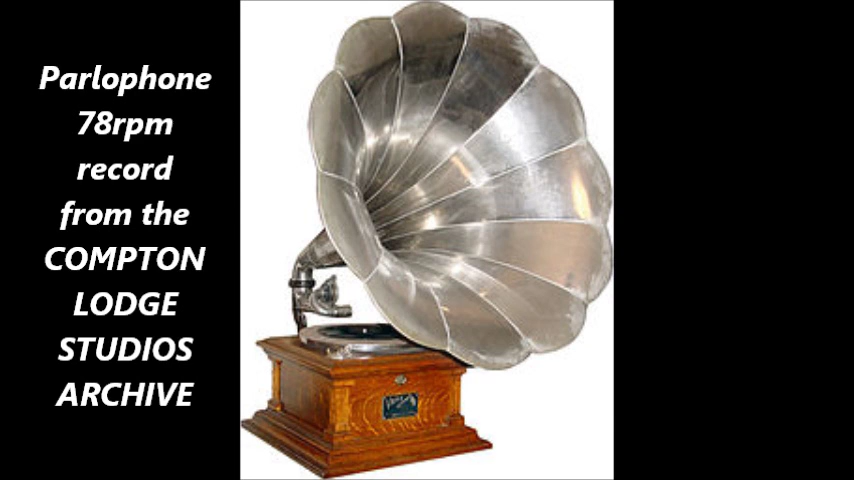 Parlophone
78rpm
record
from the
COMPTON
LODGE
STUDIOS
ARCHIVE